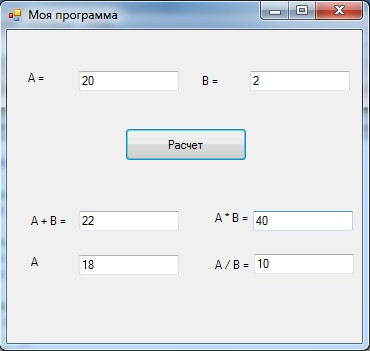 Моя программа
A = 20 B = 2
Расчет
A + B = 22 A * B = 40
A 18 A / B = 10